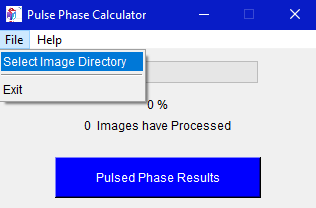 Pulse Phase Calculator
File Help
Select Image Directory
Exit
0 %
0 Images have Processed
Pulsed Phase Results